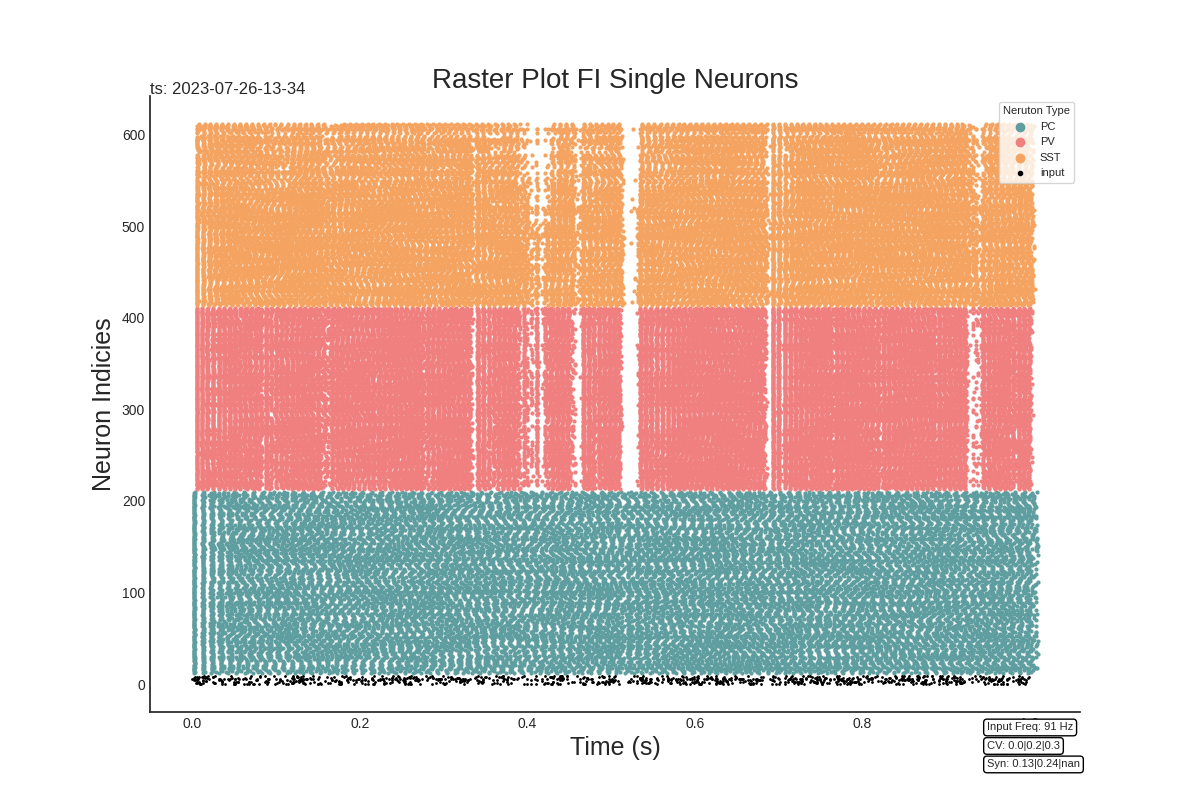 Raster Plot FI Single Neurons
ts: 2023-07-26-13-34
Neruton Type
PC
PV
SST
input
600
500
400
300
200
100
0
Neuron Indicies
0.0 0.2 0.4 0.6 0.8
Time (s)
Input Freq: 91 Hz
CV: 0.0|0.2|0.3
Syn: 0.13|0.24|nan